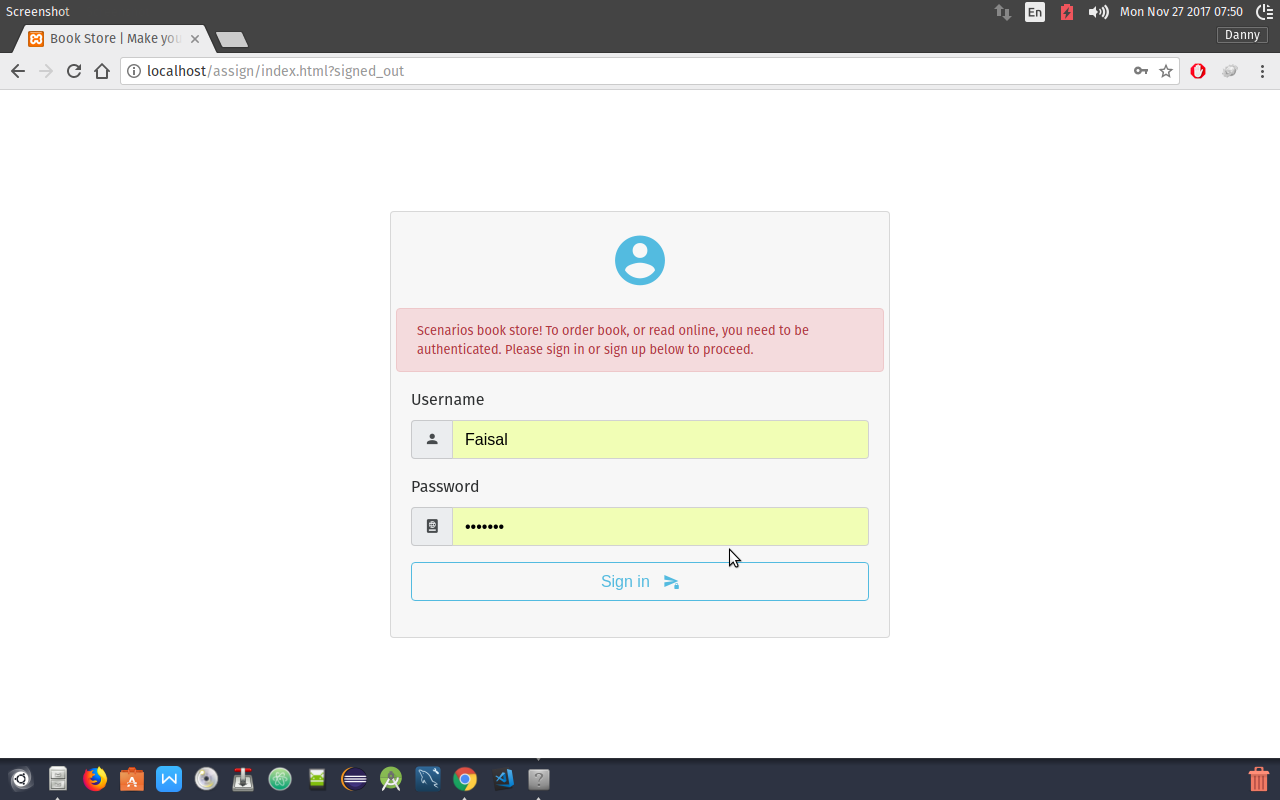 Screenshot
En
Mon Nov 27 2017 07:50
Book Store | Make you
Danny
localhost/assign/index.html?signed_out
Scenarios book store! To order book, or read online, you need to be
authenticated. Please sign in or sign up below to proceed.
Username
Faisal
Password
•••••••
Sign in